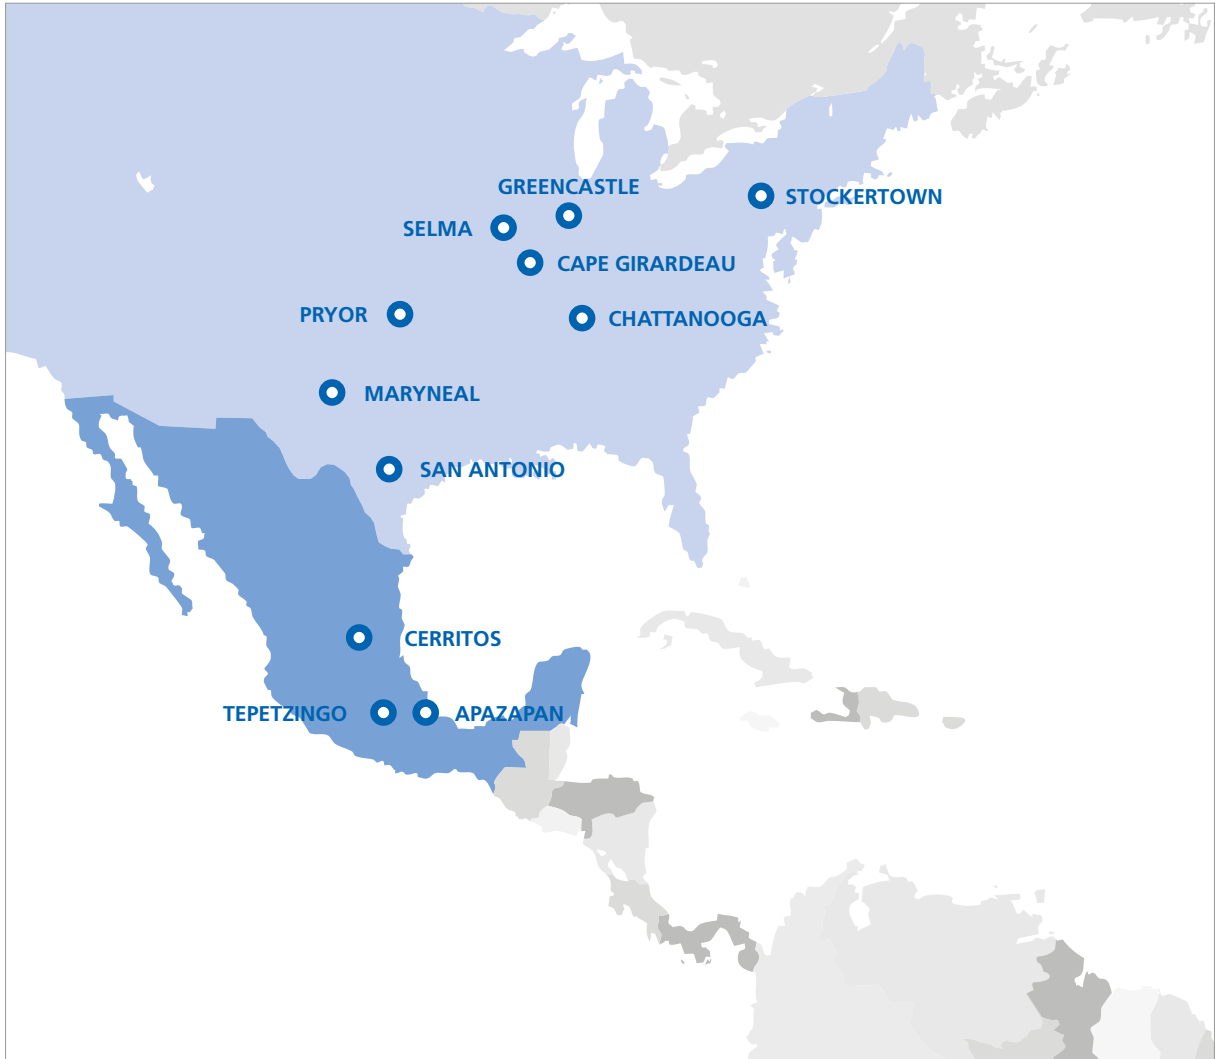 GREENCASTLE
STOCKERTOWN
SELMA
CAPE GIRARDEAU
PRYOR
CHATTANOOGA
MARYNEAL
SAN ANTONIO
CERRITOS
TEPETZINGO
APAZAPAN